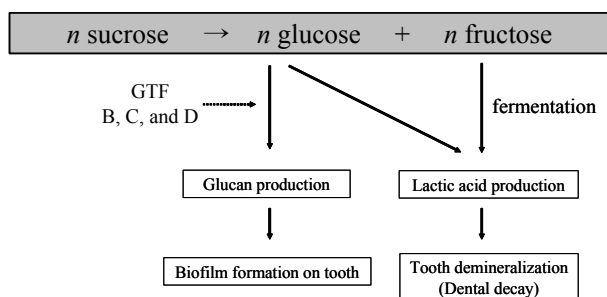 n sucrose → n glucose + n fructose
GTF
B, C, and D
fermentation
Glucan production
Lactic acid production
Biofilm formation on tooth
Tooth demineralization
(Dental decay)